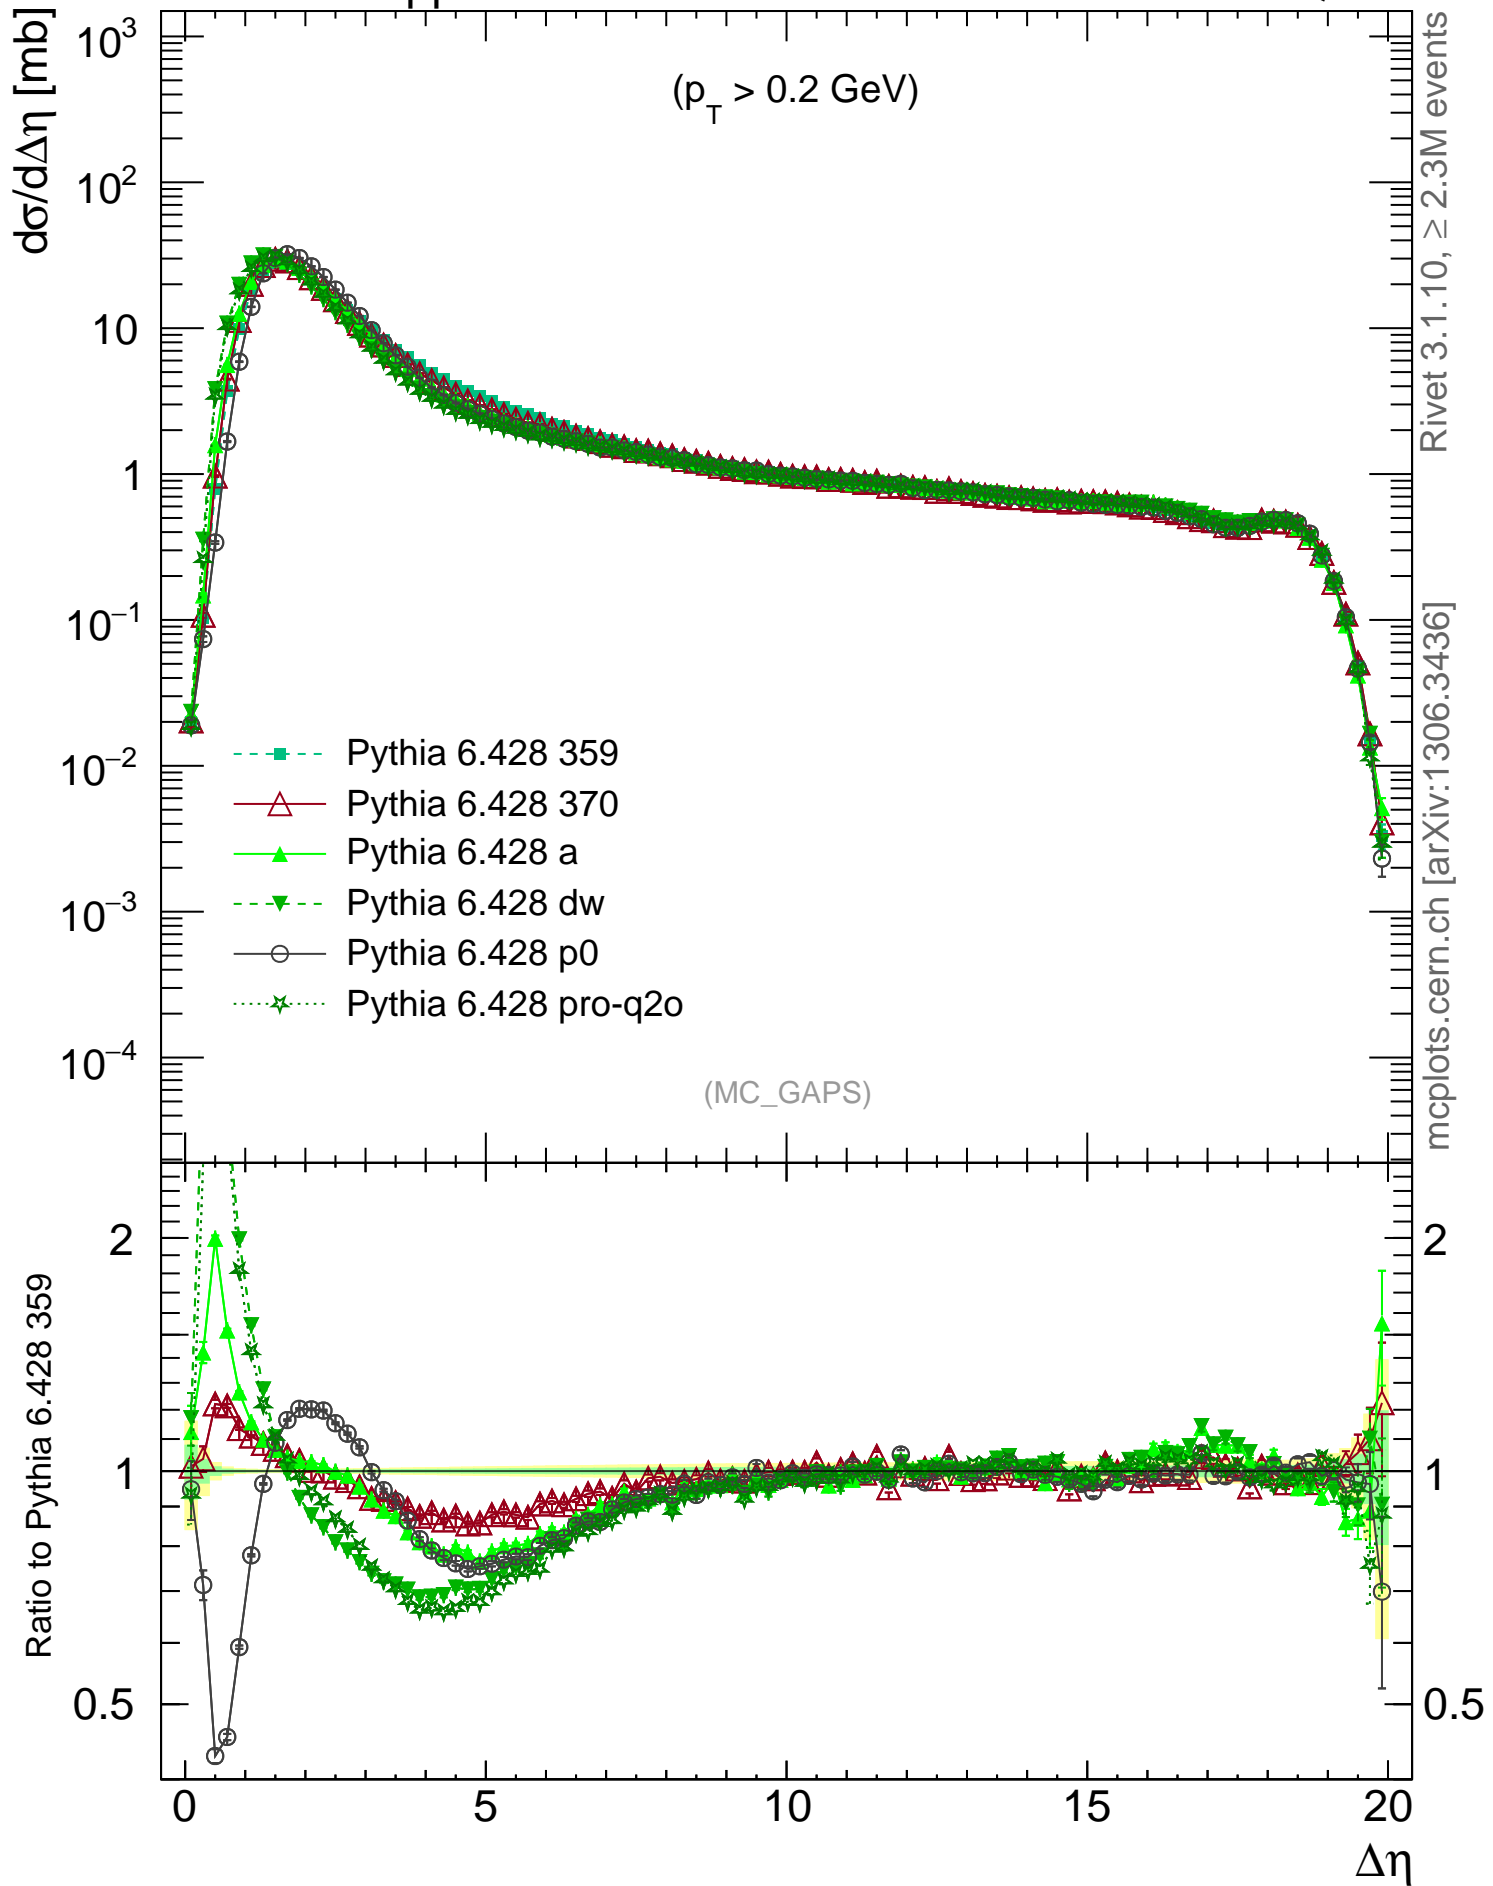 dσ/dΔη [mb]
(p_T > 0.2 GeV)
10^3
10^2
10
1
10^−1
10^−2
10^−3
10^−4
Pythia 6.428 359
Pythia 6.428 370
Pythia 6.428 a
Pythia 6.428 dw
Pythia 6.428 p0
Pythia 6.428 pro-q2o
(MC_GAPS)
Rivet 3.1.10, ≥ 2.3M events
mcplots.cern.ch [arXiv:1306.3436]
Ratio to Pythia 6.428 359
2
1
0.5
2
1
0.5
0 5 10 15 20
Δη